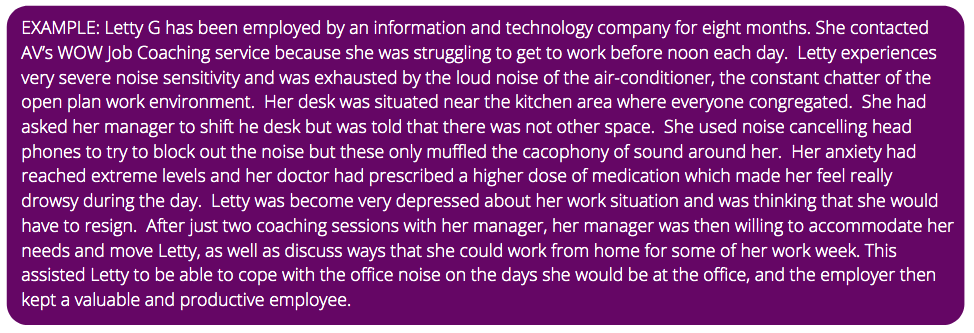 EXAMPLE: Letty G has been employed by an information and technology company for eight months. She contacted
AV's WOW Job Coaching service because she was struggling to get to work before noon each day.  Letty experiences
very severe noise sensitivity and was exhausted by the loud noise of the air-conditioner, the constant chatter of the
open plan work environment.  Her desk was situated near the kitchen area where everyone congregated.  She had
asked her manager to shift he desk but was told that there was not other space.  She used noise cancelling head
phones to try to block out the noise but these only muffled the cacophony of sound around her.  Her anxiety had
reached extreme levels and her doctor had prescribed a higher dose of medication which made her feel really
drowsy during the day.  Letty was become very depressed about her work situation and was thinking that she would
have to resign.  After just two coaching sessions with her manager, her manager was then willing to accommodate her
needs and move Letty, as well as discuss ways that she could work from home for some of her work week. This
assisted Letty to be able to cope with the office noise on the days she would be at the office, and the employer then
kept a valuable and productive employee.